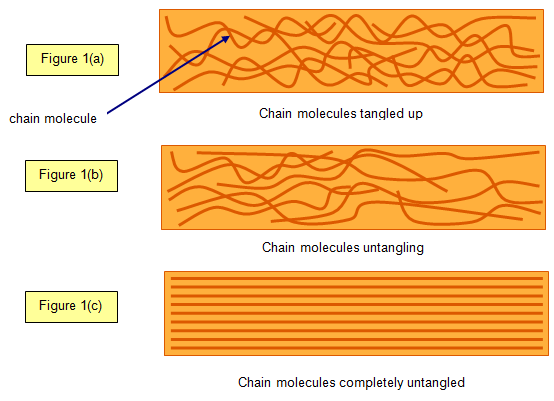 Figure 1(a)
chain molecule
Chain molecules tangled up
Figure 1(b)
Chain molecules untangling
Figure 1(c)
Chain molecules completely untangled